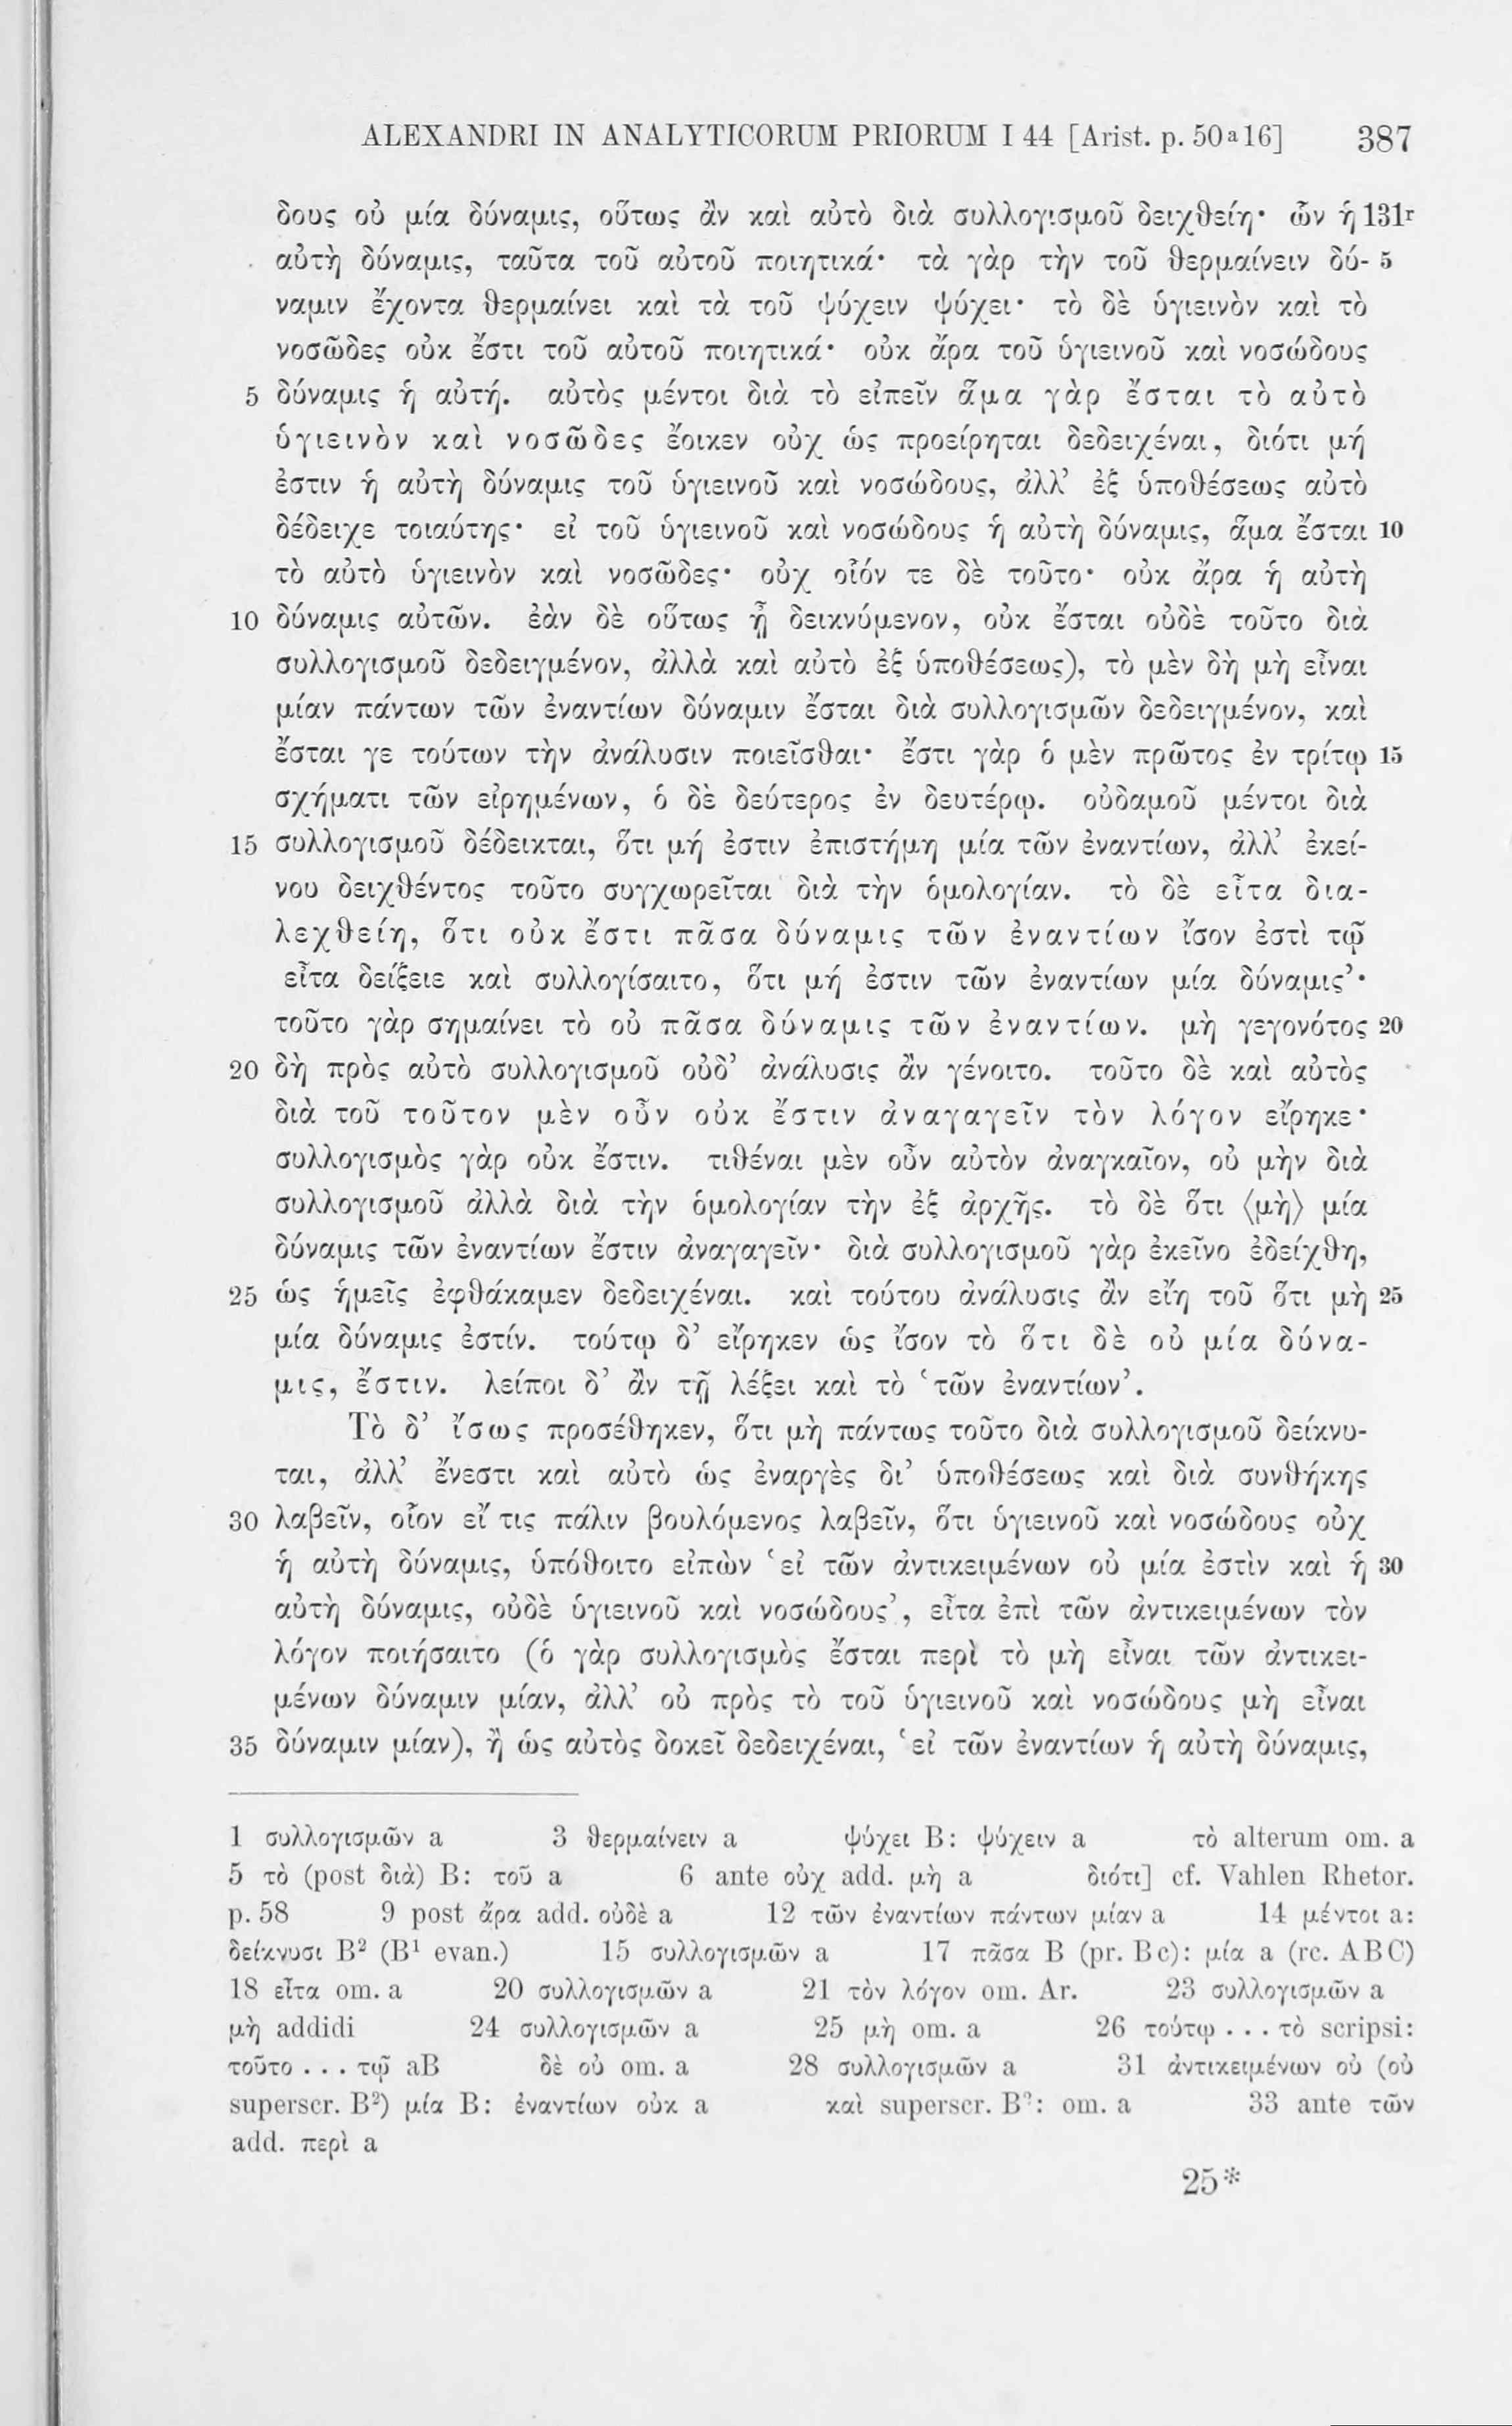 ALEXANDRI IN ANALYTICORUM PRIORUM I 44 [Arist. p. 50a16] 387
δους οὐ μία δύναμις, οὕτως ἂν καὶ αὐτὸ διὰ συλλογισμοῦ δειχθείη· ὧν ἡ 131r
αὐτὴ δύναμις, ταῦτα τοῦ αὐτοῦ ποιητικά· τὰ γὰρ τὴν τοῦ θερμαίνειν δύ- 5
ναμιν ἔχοντα θερμαίνει καὶ τὰ τοῦ ψύχειν ψύχει· τὸ δὲ ὑγιεινὸν καὶ τὸ
νοσῶδες οὐκ ἔστι τοῦ αὐτοῦ ποιητικά· οὐκ ἄρα τοῦ ὑγιεινοῦ καὶ νοσώδους
5 δύναμις ἡ αὐτή. αὐτὸς μέντοι διὰ τὸ εἰπεῖν ἅμα γὰρ ἔσται τὸ αὐτὸ
ὑγιεινὸν καὶ νοσῶδες ἔοικεν οὐχ ὡς προείρηται δεδειχέναι, διότι μή
ἐστιν ἡ αὐτὴ δύναμις τοῦ ὑγιεινοῦ καὶ νοσώδους, ἀλλ’ ἐξ ὑποθέσεως αὐτὸ
δέδειχε τοιαύτης· εἰ τοῦ ὑγιεινοῦ καὶ νοσώδους ἡ αὐτὴ δύναμις, ἅμα ἔσται 10
τὸ αὐτὸ ὑγιεινὸν καὶ νοσῶδες· οὐχ οἷόν τε δὲ τοῦτο· οὐκ ἄρα ἡ αὐτὴ
10 δύναμις αὐτῶν. ἐὰν δὲ οὕτως ᾖ δεικνύμενον, οὐκ ἔσται οὐδὲ τοῦτο διὰ
συλλογισμοῦ δεδειγμένον, ἀλλὰ καὶ αὐτὸ ἐξ ὑποθέσεως), τὸ μὲν δὴ μὴ εἶναι
μίαν πάντων τῶν ἐναντίων δύναμιν ἔσται διὰ συλλογισμῶν δεδειγμένον, καὶ
ἔσται γε τούτων τὴν ἀνάλυσιν ποιεῖσθαι· ἔστι γὰρ ὁ μὲν πρῶτος ἐν τρίτῳ 15
σχήματι τῶν εἰρημένων, ὁ δὲ δεύτερος ἐν δευτέρῳ. οὐδαμοῦ μέντοι διὰ
15 συλλογισμοῦ δέδεικται, ὅτι μή ἐστιν ἐπιστήμη μία τῶν ἐναντίων, ἀλλ’ ἐκεί-
νου δειχθέντος τοῦτο συγχωρεῖται διὰ τὴν ὁμολογίαν. τὸ δὲ εἶτα δια-
λεχθείη, ὅτι οὐκ ἔστι πᾶσα δύναμις τῶν ἐναντίων ἴσον ἐστὶ τῷ
εἶτα δείξειε καὶ συλλογίσαιτο, ὅτι μή ἐστιν τῶν ἐναντίων μία δύναμις’·
τοῦτο γὰρ σημαίνει τὸ οὐ πᾶσα δύναμις τῶν ἐναντίων. μὴ γεγονότος 20
20 δὴ πρὸς αὐτὸ συλλογισμοῦ οὐδ’ ἀνάλυσις ἂν γένοιτο. τοῦτο δὲ καὶ αὐτὸς
διὰ τοῦ τοῦτον μὲν οὖν οὐκ ἔστιν ἀναγαγεῖν τὸν λόγον εἴρηκε·
συλλογισμὸς γὰρ οὐκ ἔστιν. τιθέναι μὲν οὖν αὐτὸν ἀναγκαῖον, οὐ μὴν διὰ
συλλογισμοῦ ἀλλὰ διὰ τὴν ὁμολογίαν τὴν ἐξ ἀρχῆς. τὸ δὲ ὅτι ⟨μὴ⟩ μία
δύναμις τῶν ἐναντίων ἔστιν ἀναγαγεῖν· διὰ συλλογισμοῦ γὰρ ἐκεῖνο ἐδείχθη,
25 ὡς ἡμεῖς ἐφθάκαμεν δεδειχέναι. καὶ τούτου ἀνάλυσις ἂν εἴη τοῦ ὅτι μὴ 25
μία δύναμις ἐστίν. τούτῳ δ’ εἴρηκεν ὡς ἴσον τὸ ὅτι δὲ οὐ μία δύνα-
μις, ἔστιν. λείποι δ’ ἂν τῇ λέξει καὶ τὸ ‘τῶν ἐναντίων’.
Τὸ δ’ ἴσως προσέθηκεν, ὅτι μὴ πάντως τοῦτο διὰ συλλογισμοῦ δείκνυ-
ται, ἀλλ’ ἔνεστι καὶ αὐτὸ ὡς ἐναργὲς δι’ ὑποθέσεως καὶ διὰ συνθήκης
30 λαβεῖν, οἷον εἴ τις πάλιν βουλόμενος λαβεῖν, ὅτι ὑγιεινοῦ καὶ νοσώδους οὐχ
ἡ αὐτὴ δύναμις, ὑπόθοιτο εἰπὼν ‘εἰ τῶν ἀντικειμένων οὐ μία ἐστὶν καὶ ἡ 30
αὐτὴ δύναμις, οὐδὲ ὑγιεινοῦ καὶ νοσώδους’, εἶτα ἐπὶ τῶν ἀντικειμένων τὸν
λόγον ποιήσαιτο (ὁ γὰρ συλλογισμὸς ἔσται περὶ τὸ μὴ εἶναι τῶν ἀντικει-
μένων δύναμιν μίαν, ἀλλ’ οὐ πρὸς τὸ τοῦ ὑγιεινοῦ καὶ νοσώδους μὴ εἶναι
35 δύναμιν μίαν), ἢ ὡς αὐτὸς δοκεῖ δεδειχέναι, ‘εἰ τῶν ἐναντίων ἡ αὐτὴ δύναμις,
1 συλλογισμῶν a 3 θερμαίνειν a ψύχει B: ψύχειν a τὸ alterum om. a
5 τὸ (post διὰ) B: τοῦ a 6 ante οὐχ add. μὴ a διότι] cf. Vahlen Rhetor.
p. 58 9 post ἄρα add. οὐδὲ a 12 τῶν ἐναντίων πάντων μίαν a 14 μέντοι a:
δείκνυσι B² (B¹ evan.) 15 συλλογισμῶν a 17 πᾶσα B (pr. Bc): μία a (rc. ABC)
18 εἶτα om. a 20 συλλογισμῶν a 21 τὸν λόγον om. Ar. 23 συλλογισμῶν a
μὴ addidi 24 συλλογισμῶν a 25 μὴ om. a 26 τούτῳ . . . τὸ scripsi:
τοῦτο . . . τῷ aB δὲ οὐ om. a 28 συλλογισμῶν a 31 ἀντικειμένων οὐ (οὐ
superscr. B²) μία B: ἐναντίων οὐκ a καὶ superscr. B²: om. a 33 ante τῶν
add. περὶ a
25*